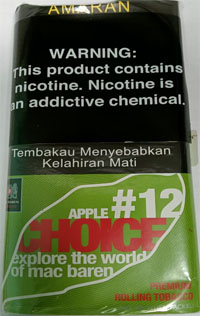 AMARAN
WARNING:
This product contains
nicotine. Nicotine is
an addictive chemical.
Tembakau Menyebabkan
Kelahiran Mati
APPLE #12
CHOICE
explore the world
of mac baren
PREMIUM
ROLLING TOBACCO